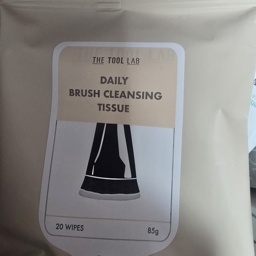 THE TOOL LAB
DAILY
BRUSH CLEANSING
TISSUE
20 WIPES 85g